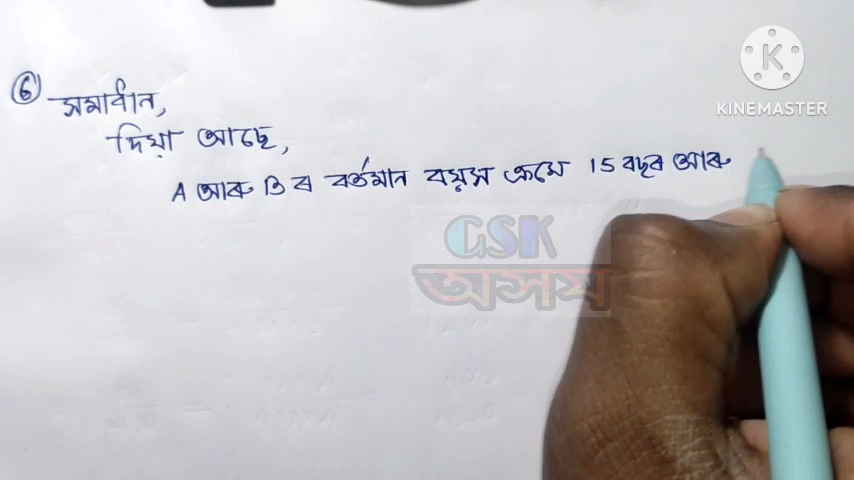 KINEMASTER
6 সমাধান,
দিয়া আছে,
A আৰু B ৰ বৰ্তমান বয়স ক্ৰমে 15 বছৰ আৰু
GSK
অসম